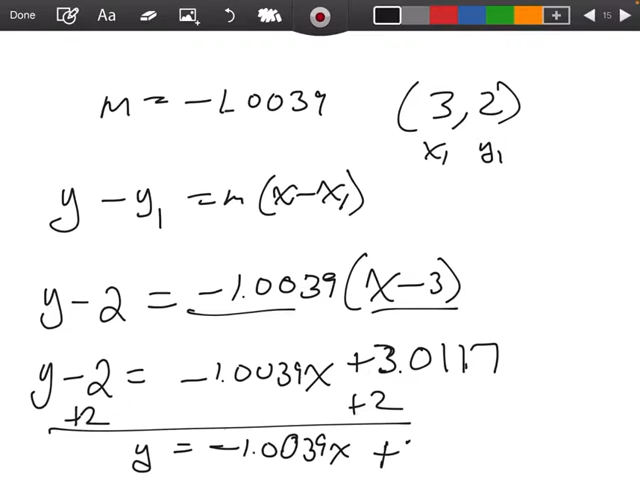 Done Aa 15
m = -1.0039 (3, 2)
x₁ y₁
y - y₁ = m(x - x₁)
y - 2 = -1.0039(x - 3)
y - 2 = -1.0039x + 3.0117
+2 +2
y = -1.0039x +